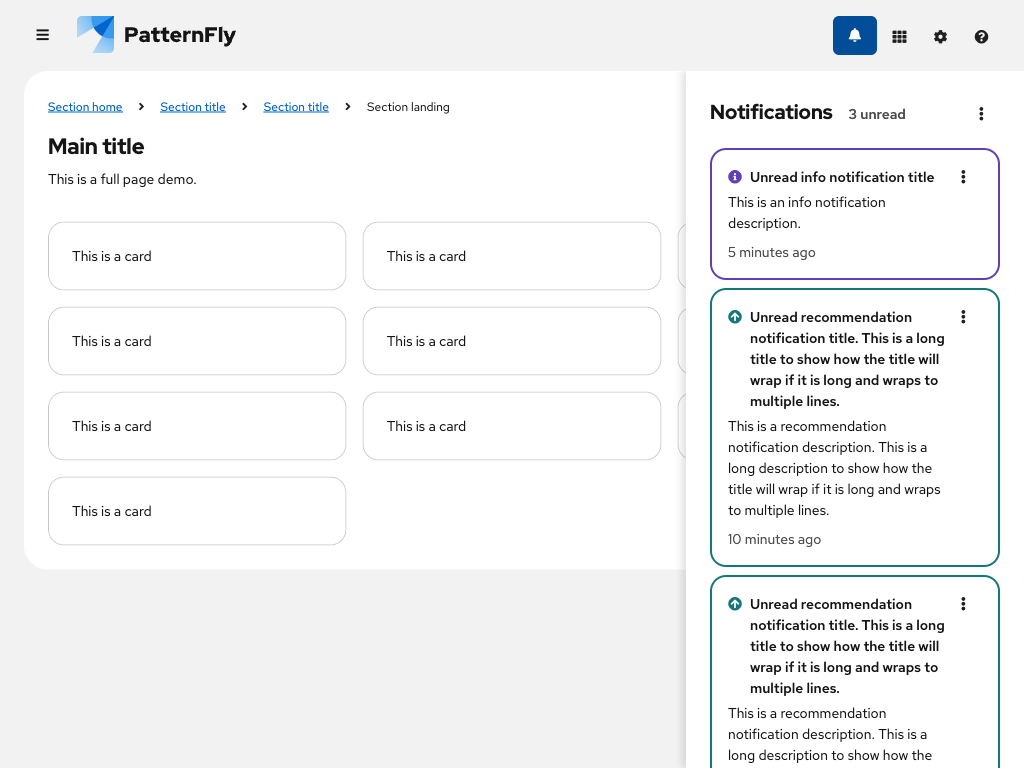 PatternFly
Section home
Section title
Section title
Section landing
Main title
This is a full page demo.
This is a card
This is a card
This is a card
This is a card
This is a card
This is a card
This is a card
Notifications
3 unread
Unread info notification title
This is an info notification
description.
5 minutes ago
Unread recommendation
notification title. This is a long
title to show how the title will
wrap if it is long and wraps to
multiple lines.
This is a recommendation
notification description. This is a
long description to show how the
title will wrap if it is long and wraps
to multiple lines.
10 minutes ago
Unread recommendation
notification title. This is a long
title to show how the title will
wrap if it is long and wraps to
multiple lines.
This is a recommendation
notification description. This is a
long description to show how the